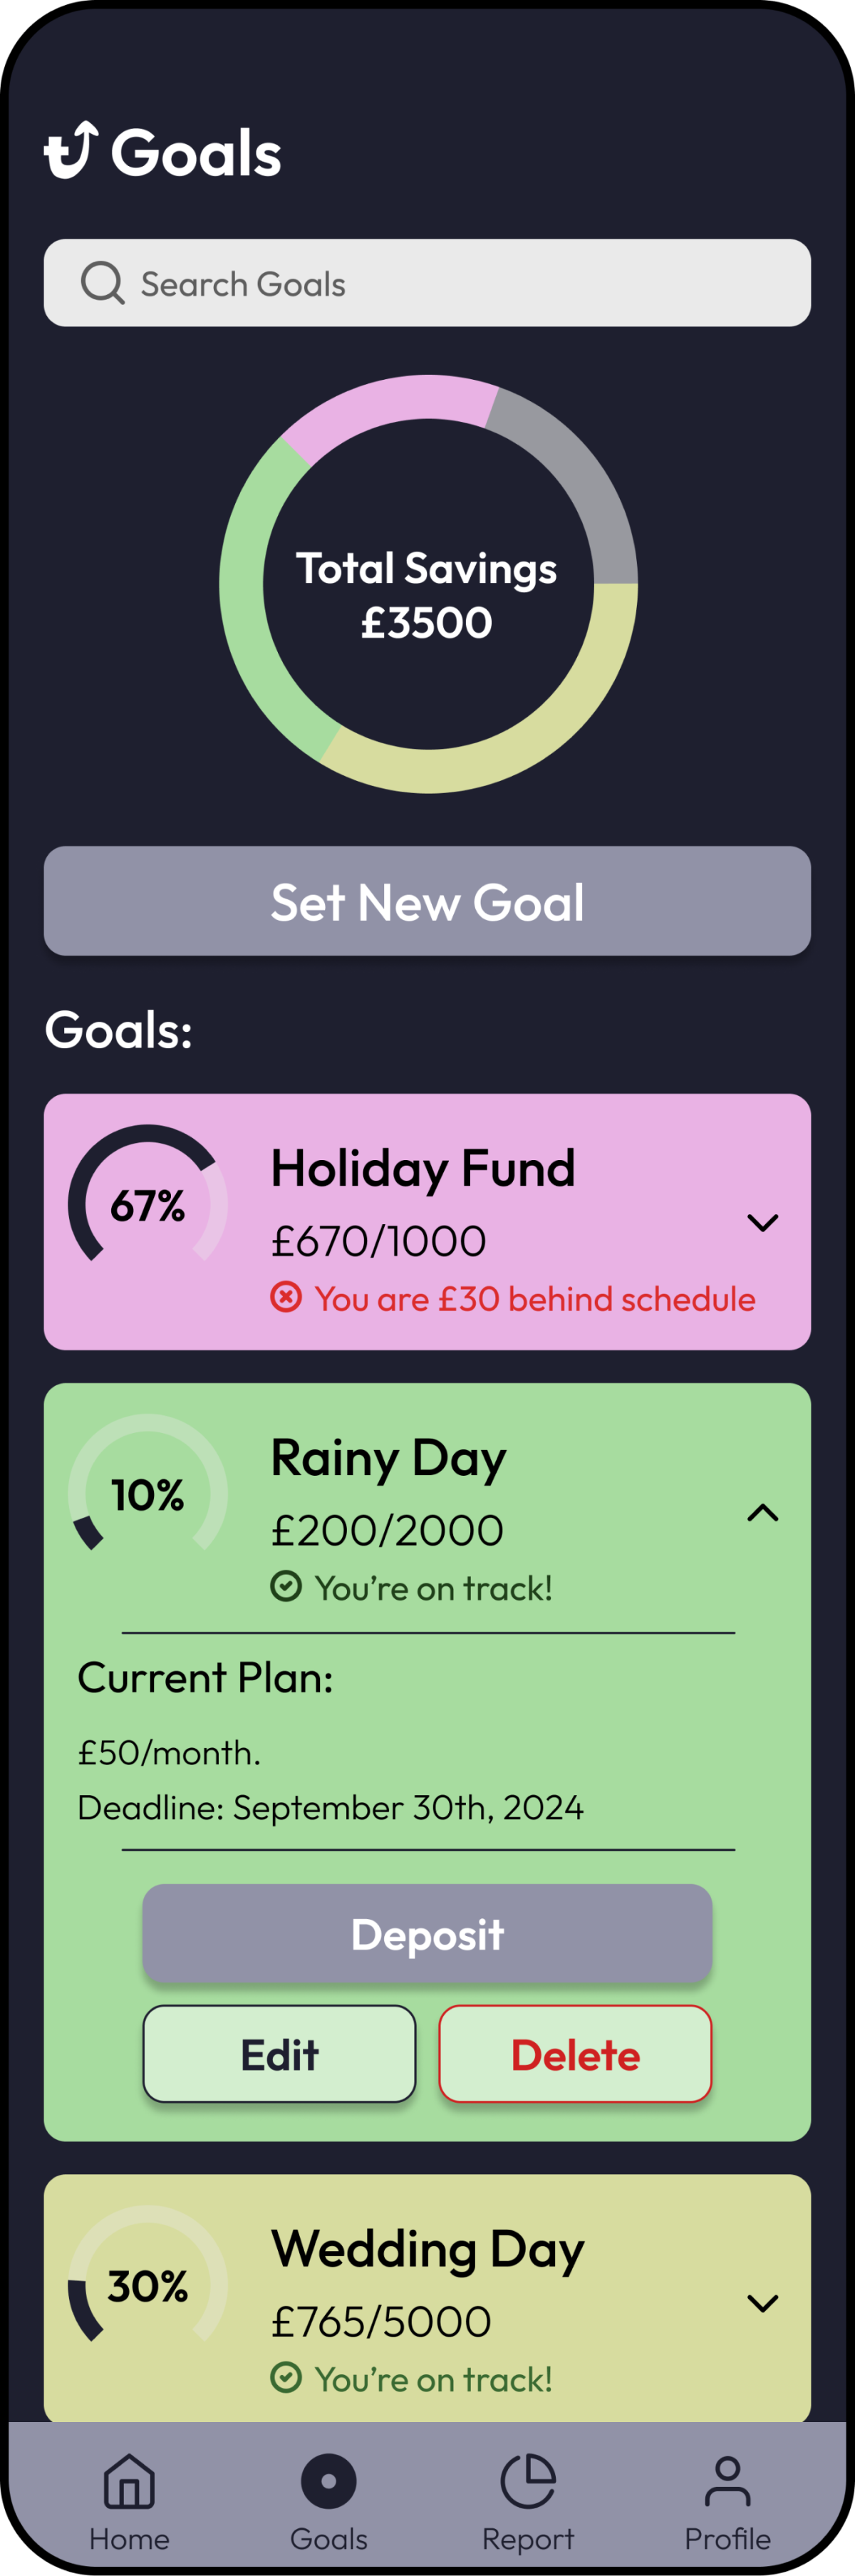 Goals
Search Goals
Total Savings
£3500
Set New Goal
Goals:
67%
Holiday Fund
£670/1000
You are £30 behind schedule
10%
Rainy Day
£200/2000
You’re on track!
Current Plan:
£50/month.
Deadline: September 30th, 2024
Deposit
Edit
Delete
30%
Wedding Day
£765/5000
You’re on track!
Home
Goals
Report
Profile